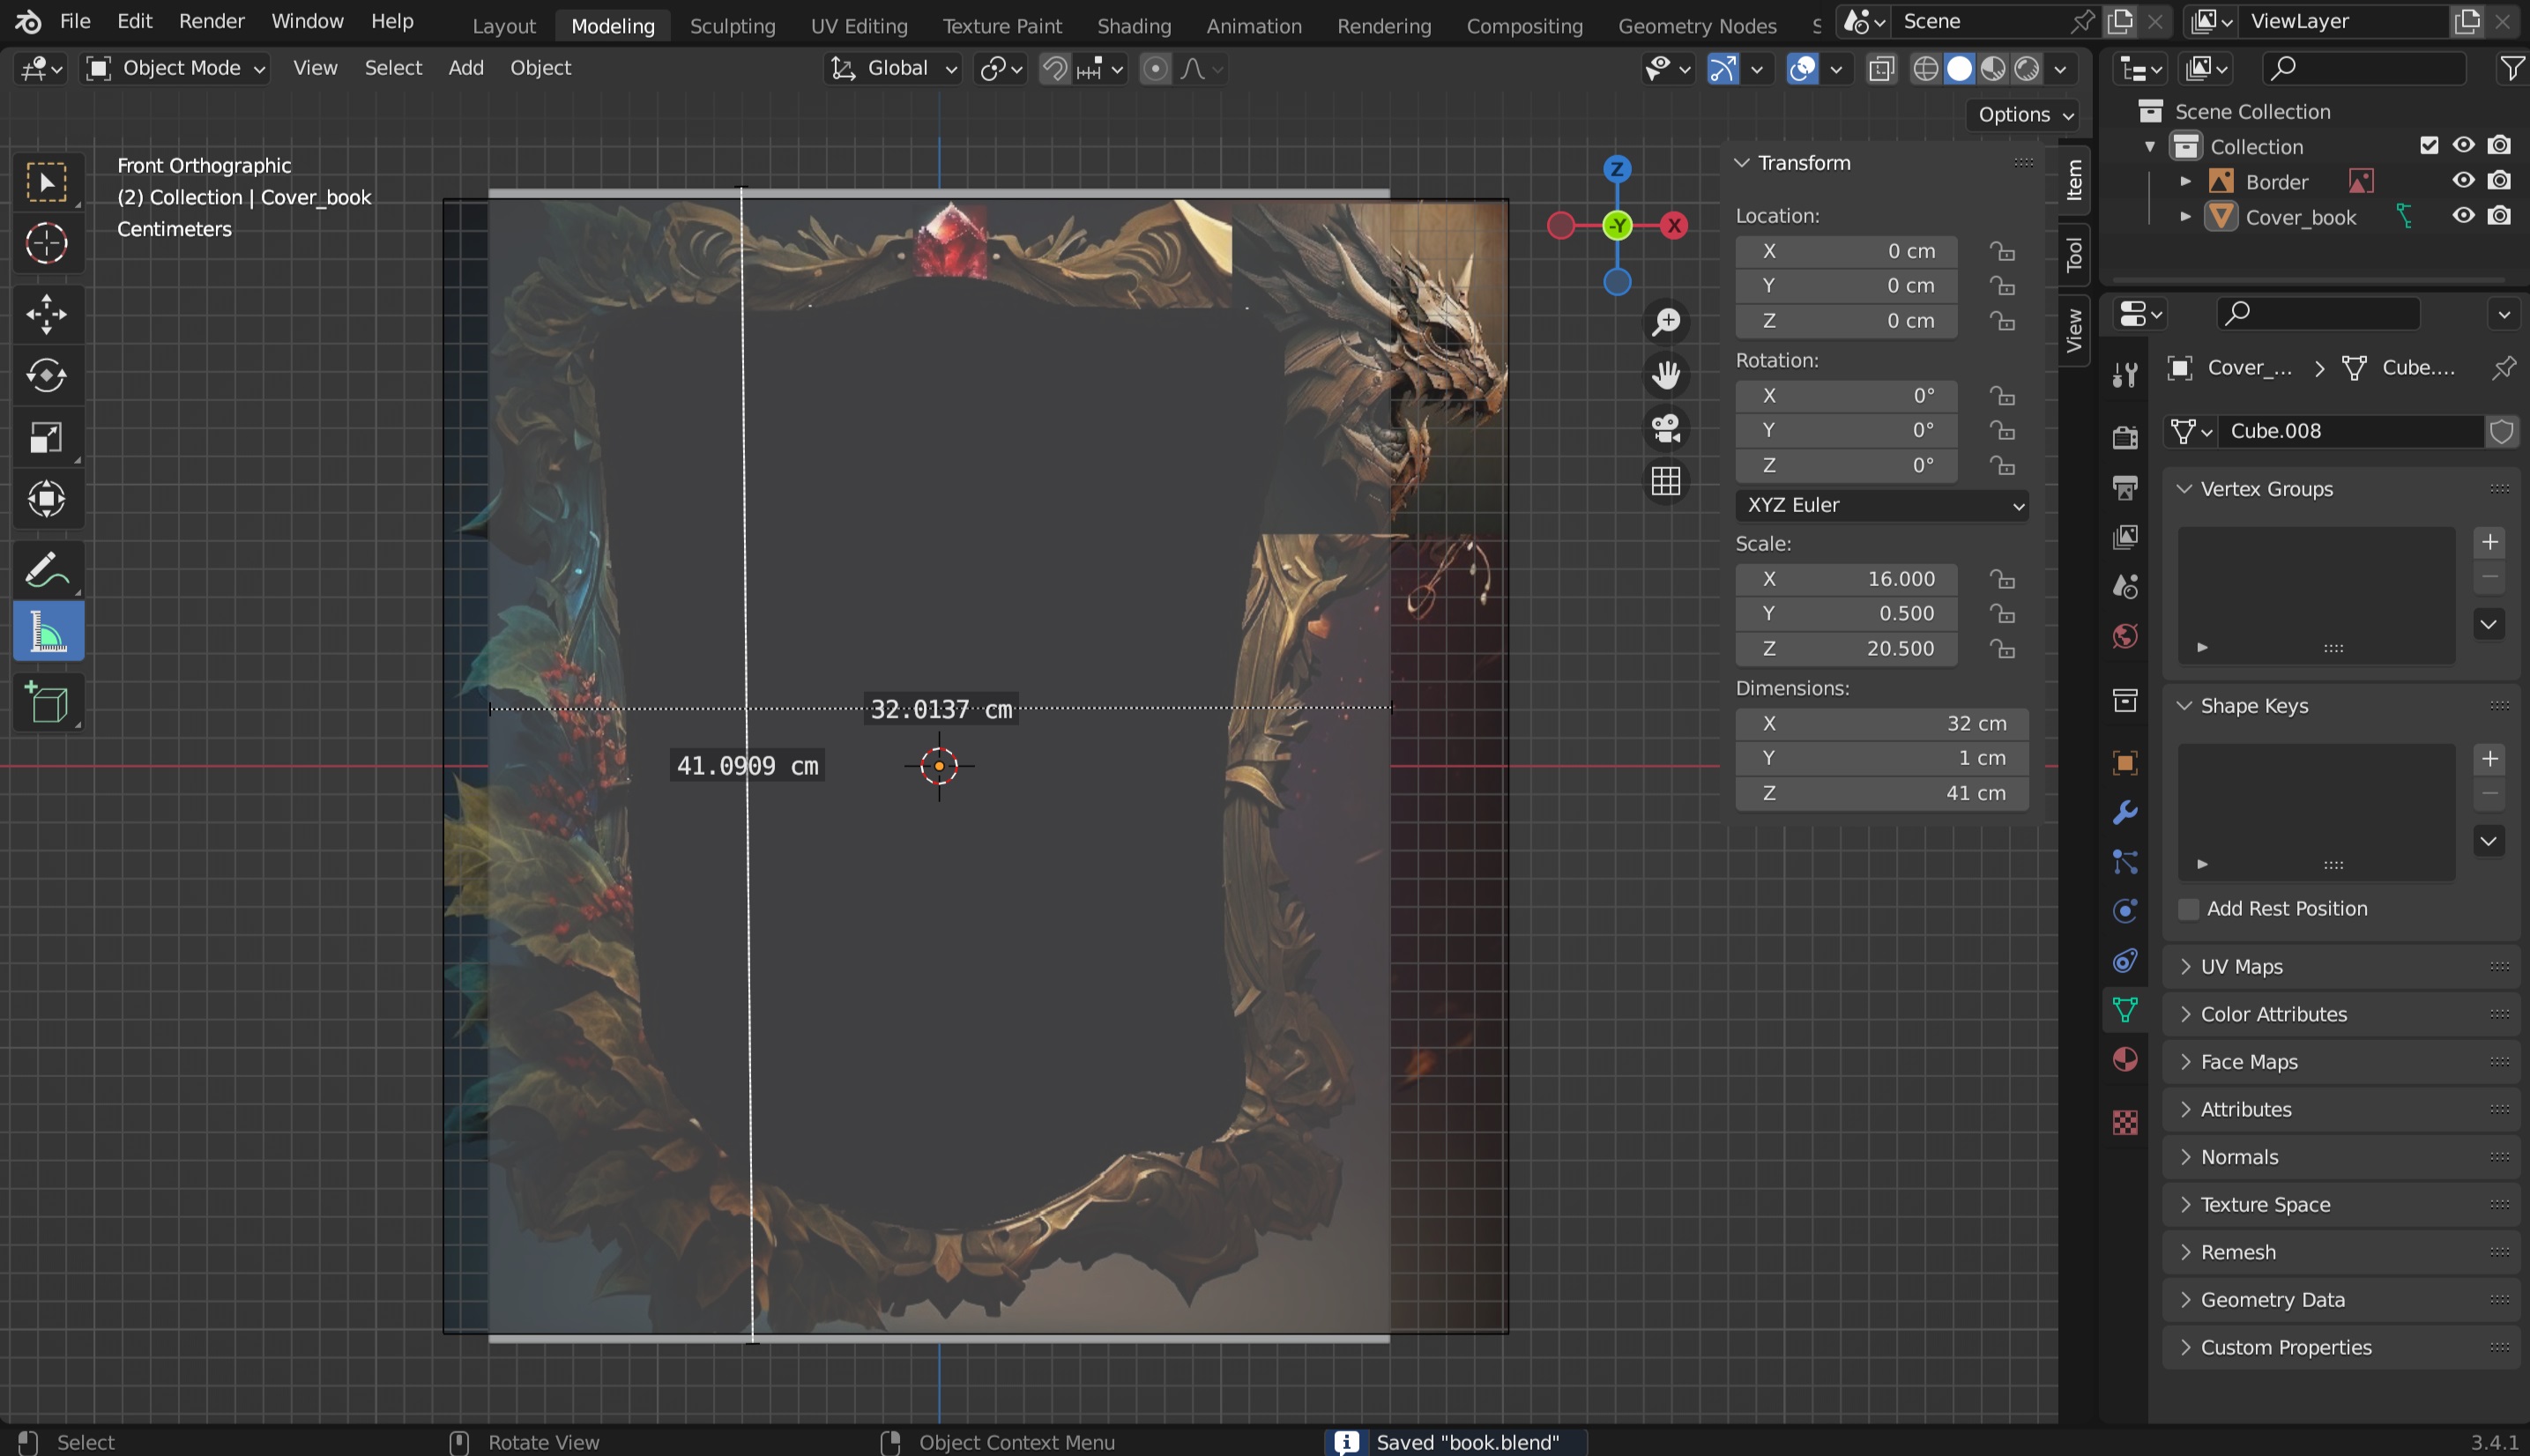 File Edit Render Window Help Layout Modeling Sculpting UV Editing Texture Paint Shading Animation Rendering Compositing Geometry Nodes Scene ViewLayer
Object Mode View Select Add Object Global
Options
Front Orthographic
(2) Collection | Cover_book
Centimeters
Z
X
-Y
32.0137 cm
41.0909 cm
Transform
Location:
X 0 cm
Y 0 cm
Z 0 cm
Rotation:
X 0°
Y 0°
Z 0°
XYZ Euler
Scale:
X 16.000
Y 0.500
Z 20.500
Dimensions:
X 32 cm
Y 1 cm
Z 41 cm
Item
Tool
View
Scene Collection
Collection
Border
Cover_book
Cover_... Cube....
Cube.008
Vertex Groups
Shape Keys
Add Rest Position
UV Maps
Color Attributes
Face Maps
Attributes
Normals
Texture Space
Remesh
Geometry Data
Custom Properties
Select Rotate View Object Context Menu Saved "book.blend" 3.4.1